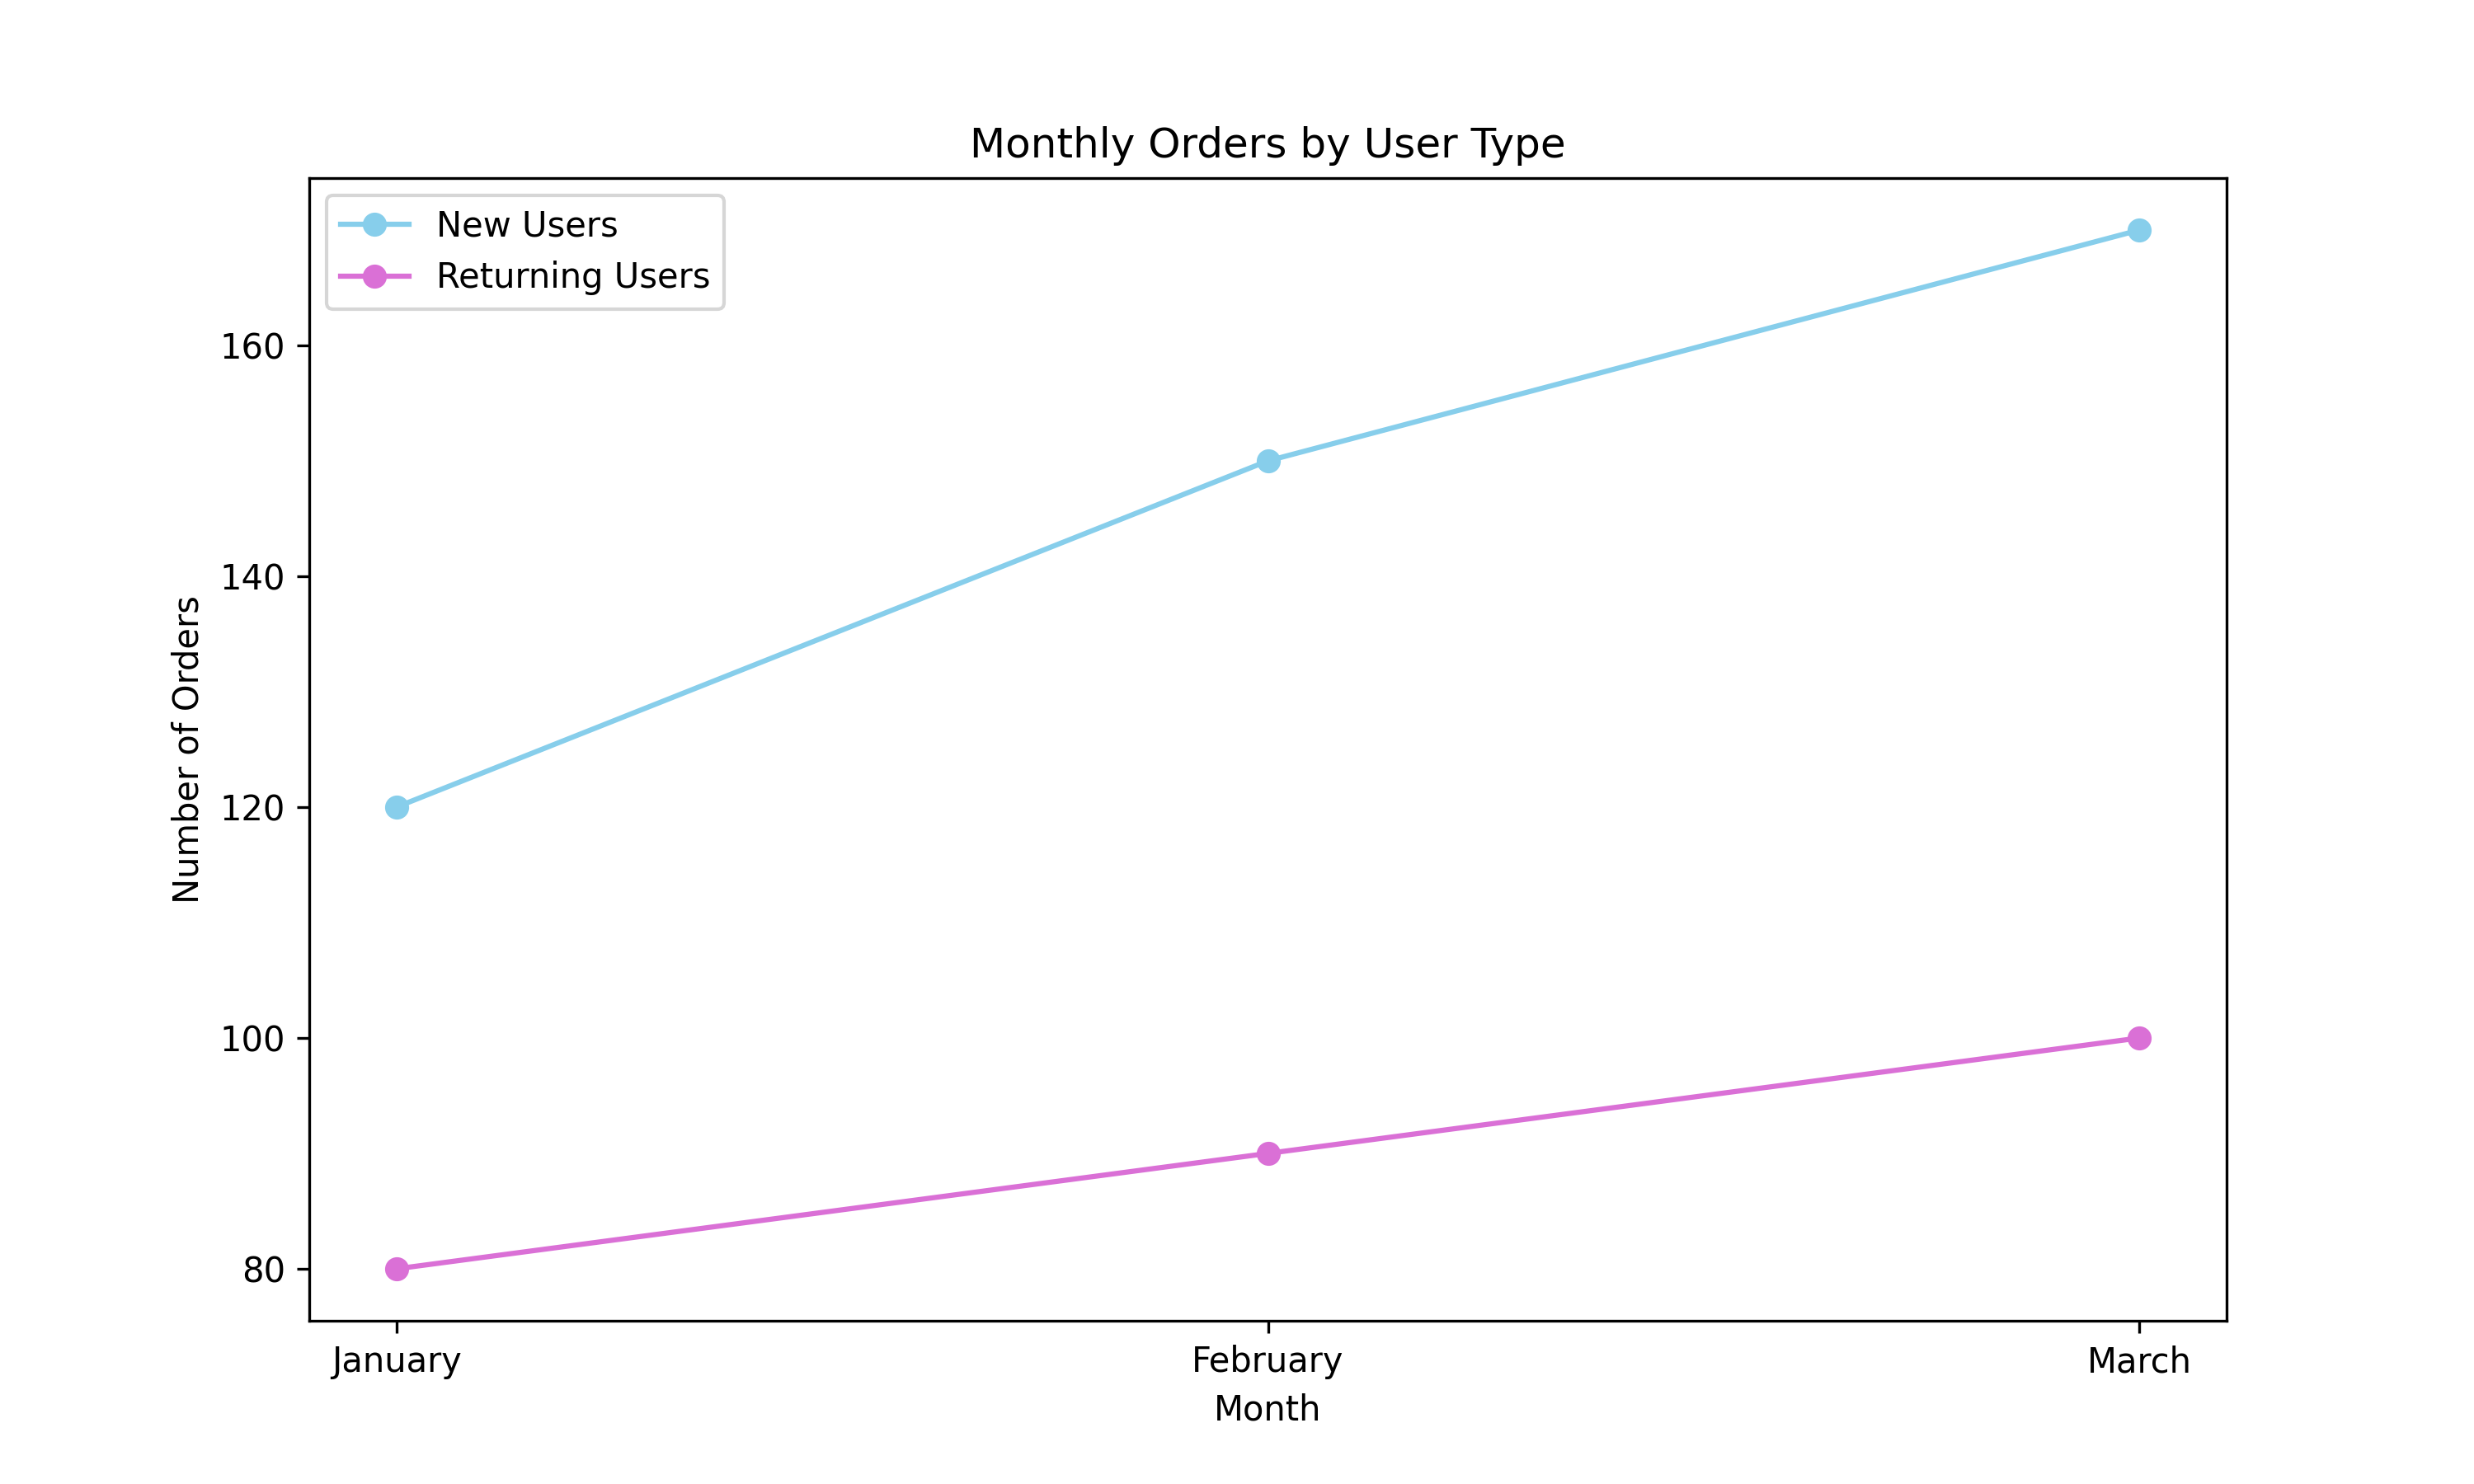 Monthly Orders by User Type
New Users
Returning Users
160
140
120
100
80
Number of Orders
January
February
March
Month